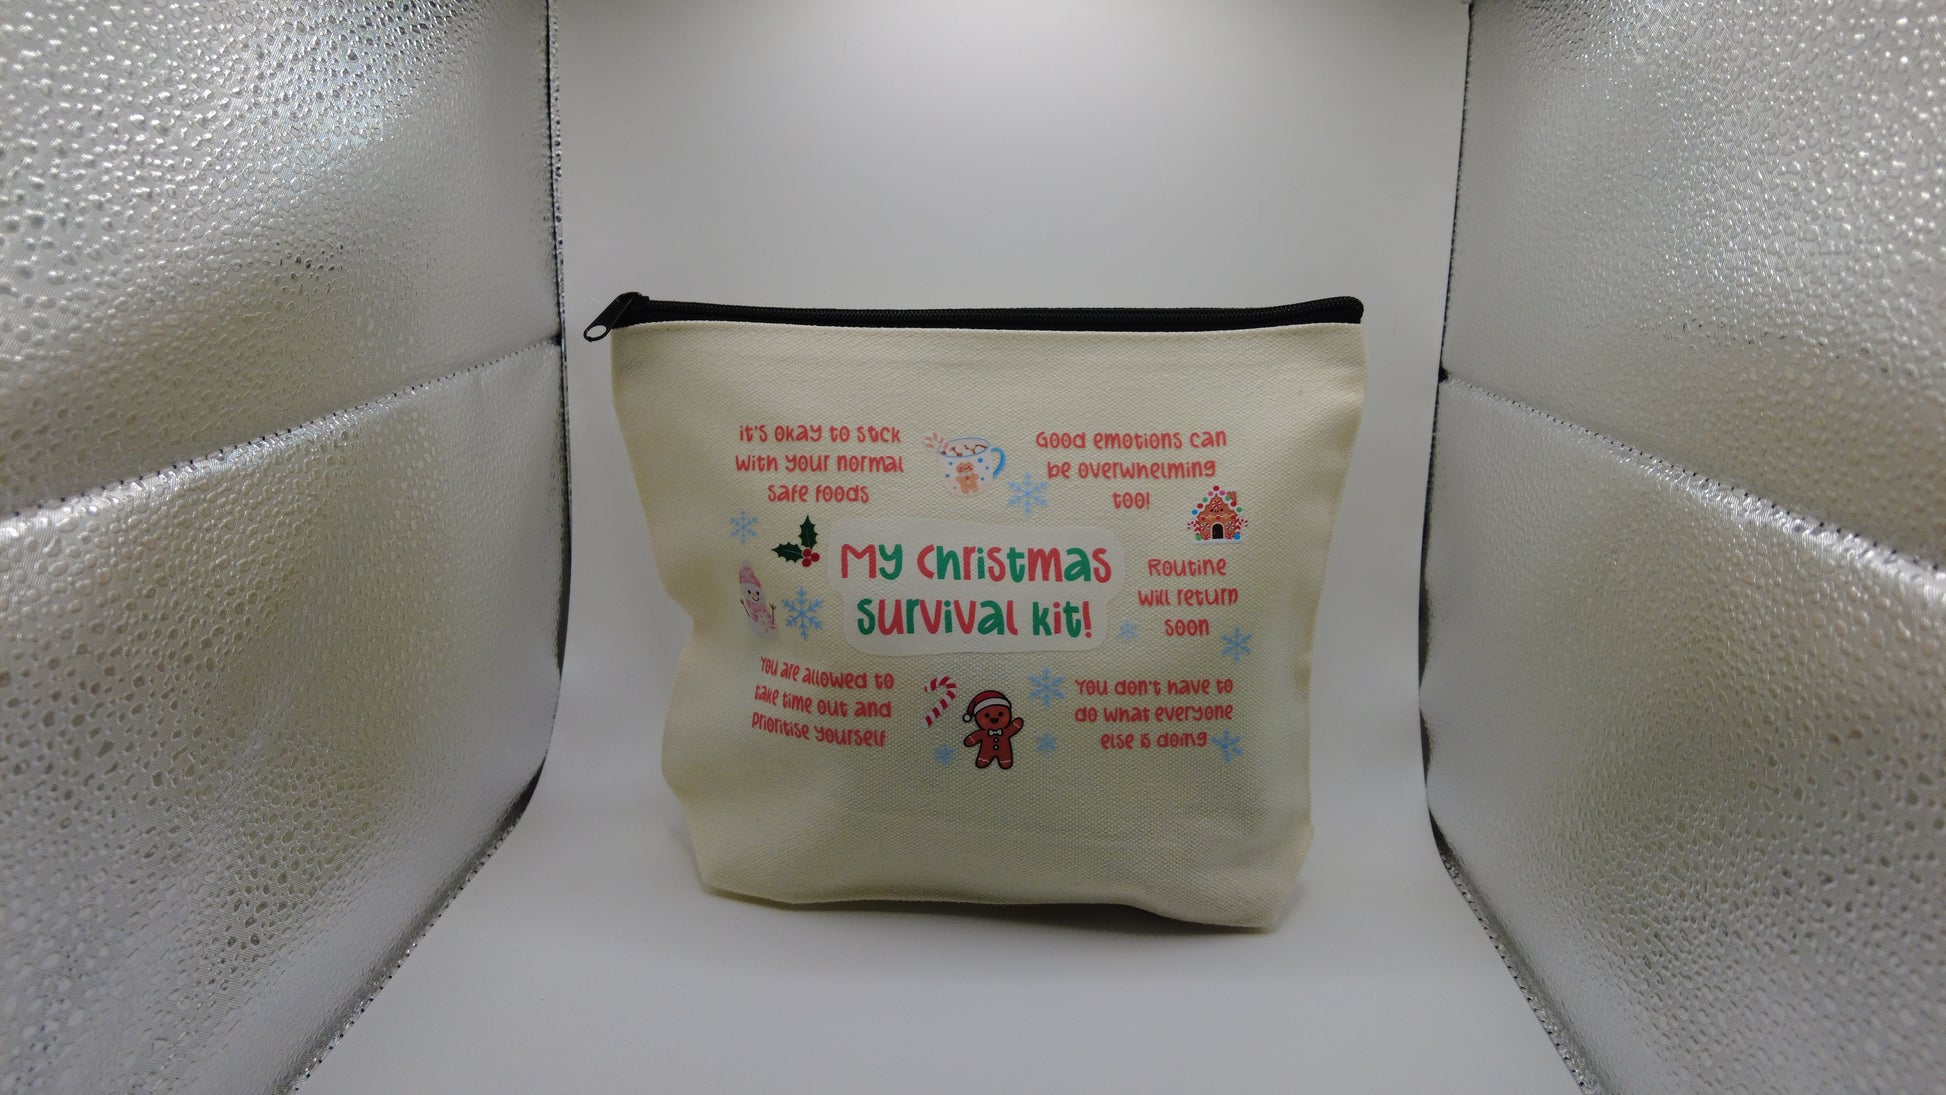 it's okay to stick
with your normal
safe foods
Good emotions can
be overwhelming
too!
My Christmas
survival kit!
Routine
will return
soon
You are allowed to
take time out and
prioritise yourself
You don't have to
do what everyone
else is doing